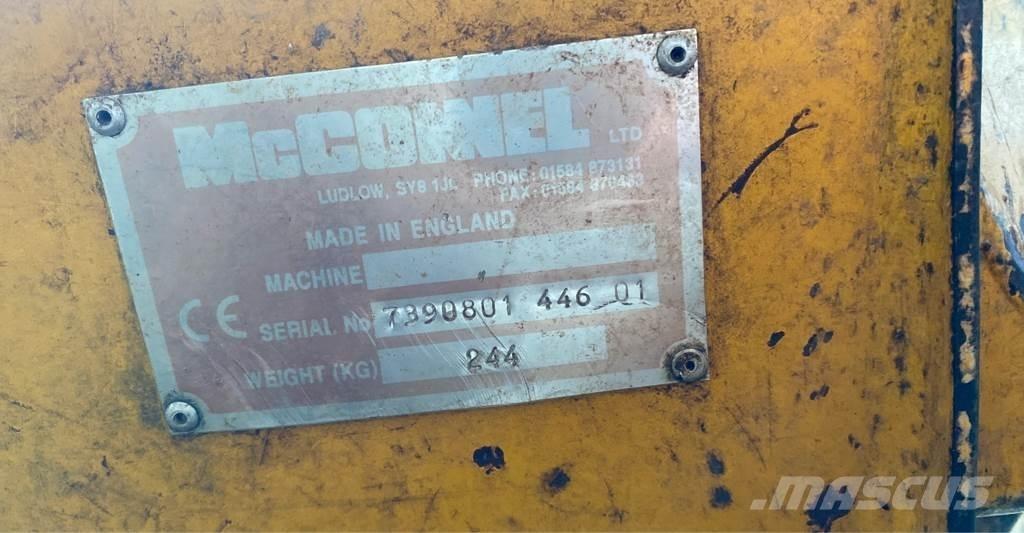 McCONNEL LTD
LUDLOW, SY8 1JL PHONE: 01584 873131
FAX: 01584 876463
MADE IN ENGLAND
MACHINE
CE SERIAL No 7390801 446 01
WEIGHT (KG) 244
MASCUS